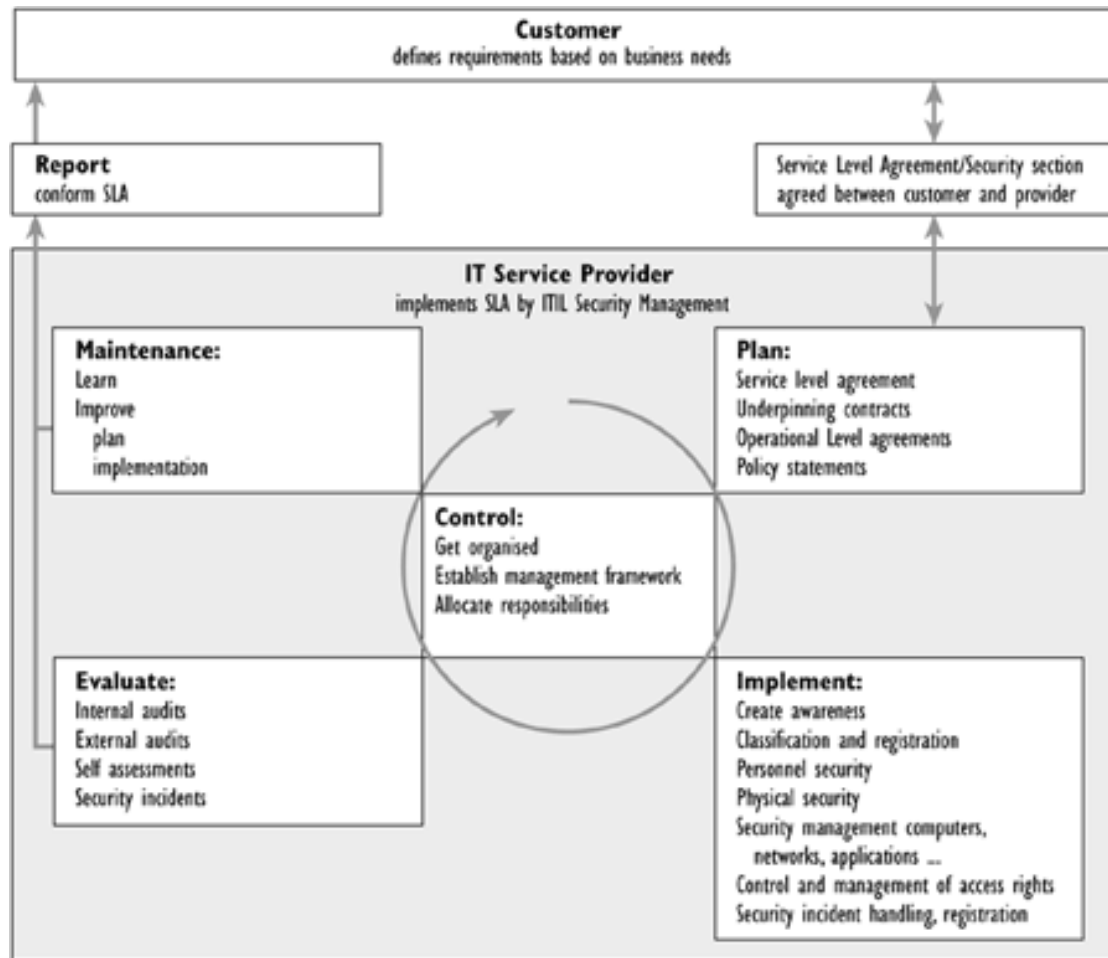 Customer
defines requirements based on business needs
Report
conform SLA
Service Level Agreement/Security section
agreed between customer and provider
IT Service Provider
implements SLA by ITIL Security Management
Maintenance:
Learn
Improve
plan
implementation
Plan:
Service level agreement
Underpinning contracts
Operational Level agreements
Policy statements
Control:
Get organised
Establish management framework
Allocate responsibilities
Evaluate:
Internal audits
External audits
Self assessments
Security incidents
Implement:
Create awareness
Classification and registration
Personnel security
Physical security
Security management computers,
networks, applications ...
Control and management of access rights
Security incident handling, registration